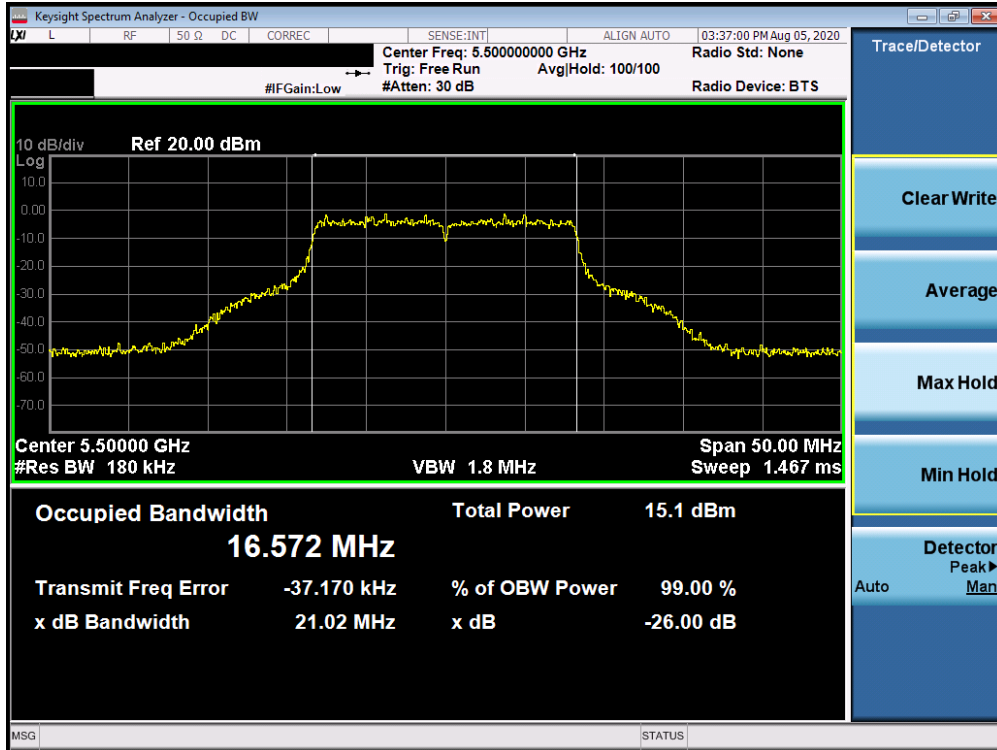 Keysight Spectrum Analyzer - Occupied BW
LXI L RF 50 Ω DC CORREC SENSE:INT ALIGN AUTO 03:37:00 PM Aug 05, 2020
Center Freq: 5.500000000 GHz Radio Std: None
Trig: Free Run Avg|Hold: 100/100
#IFGain:Low #Atten: 30 dB Radio Device: BTS
Trace/Detector
10 dB/div Ref 20.00 dBm
Log
10.0
0.00
-10.0
-20.0
-30.0
-40.0
-50.0
-60.0
-70.0
Center 5.50000 GHz Span 50.00 MHz
#Res BW 180 kHz VBW 1.8 MHz Sweep 1.467 ms
Occupied Bandwidth Total Power 15.1 dBm
16.572 MHz
Transmit Freq Error -37.170 kHz % of OBW Power 99.00 %
x dB Bandwidth 21.02 MHz x dB -26.00 dB
Clear Write
Average
Max Hold
Min Hold
Detector
Peak▶
Auto Man
MSG STATUS